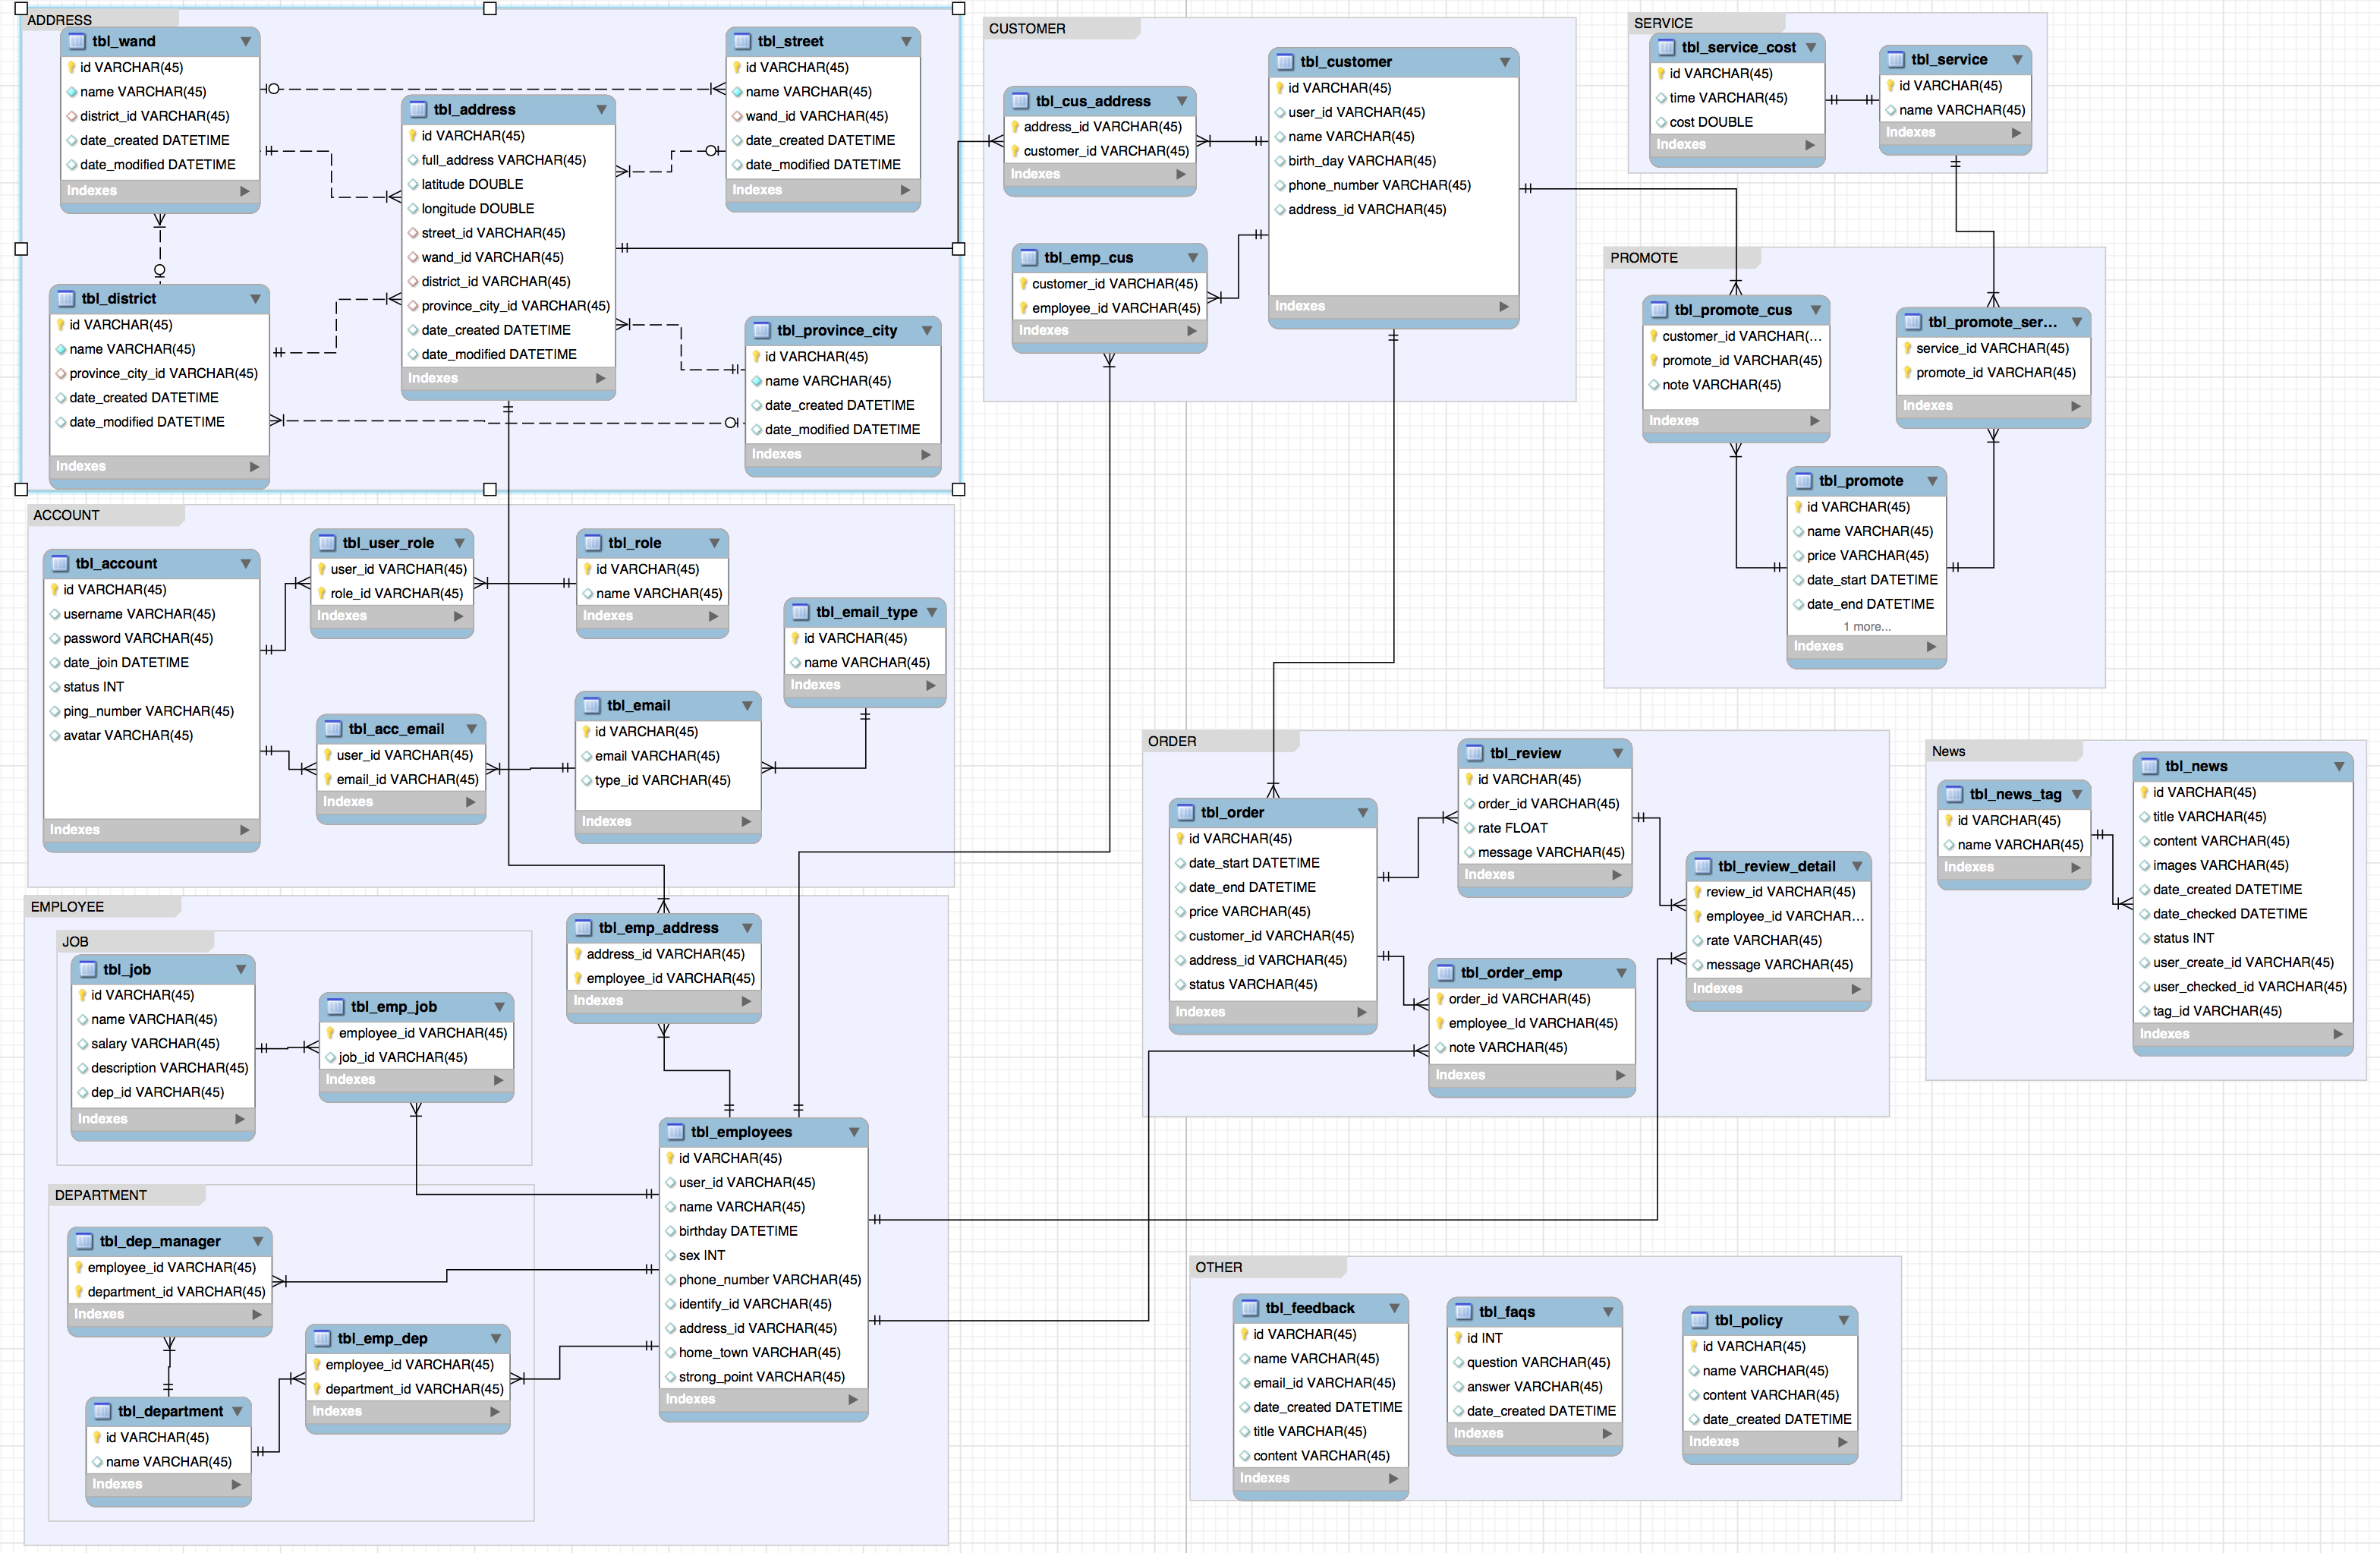 ADDRESS
tbl_wand
id VARCHAR(45)
name VARCHAR(45)
district_id VARCHAR(45)
date_created DATETIME
date_modified DATETIME
Indexes
tbl_street
id VARCHAR(45)
name VARCHAR(45)
wand_id VARCHAR(45)
date_created DATETIME
date_modified DATETIME
Indexes
tbl_address
id VARCHAR(45)
full_address VARCHAR(45)
latitude DOUBLE
longitude DOUBLE
street_id VARCHAR(45)
wand_id VARCHAR(45)
district_id VARCHAR(45)
province_city_id VARCHAR(45)
date_created DATETIME
date_modified DATETIME
Indexes
tbl_district
id VARCHAR(45)
name VARCHAR(45)
province_city_id VARCHAR(45)
date_created DATETIME
date_modified DATETIME
Indexes
tbl_province_city
id VARCHAR(45)
name VARCHAR(45)
date_created DATETIME
date_modified DATETIME
Indexes
CUSTOMER
tbl_cus_address
address_id VARCHAR(45)
customer_id VARCHAR(45)
Indexes
tbl_customer
id VARCHAR(45)
user_id VARCHAR(45)
name VARCHAR(45)
birth_day VARCHAR(45)
phone_number VARCHAR(45)
address_id VARCHAR(45)
Indexes
tbl_emp_cus
customer_id VARCHAR(45)
employee_id VARCHAR(45)
Indexes
SERVICE
tbl_service_cost
id VARCHAR(45)
time VARCHAR(45)
cost DOUBLE
Indexes
tbl_service
id VARCHAR(45)
name VARCHAR(45)
Indexes
PROMOTE
tbl_promote_cus
customer_id VARCHAR(...
promote_id VARCHAR(45)
note VARCHAR(45)
Indexes
tbl_promote_ser...
service_id VARCHAR(45)
promote_id VARCHAR(45)
Indexes
tbl_promote
id VARCHAR(45)
name VARCHAR(45)
price VARCHAR(45)
date_start DATETIME
date_end DATETIME
1 more...
Indexes
ACCOUNT
tbl_account
id VARCHAR(45)
username VARCHAR(45)
password VARCHAR(45)
date_join DATETIME
status INT
ping_number VARCHAR(45)
avatar VARCHAR(45)
Indexes
tbl_user_role
user_id VARCHAR(45)
role_id VARCHAR(45)
Indexes
tbl_role
id VARCHAR(45)
name VARCHAR(45)
Indexes
tbl_email_type
id VARCHAR(45)
name VARCHAR(45)
Indexes
tbl_acc_email
user_id VARCHAR(45)
email_id VARCHAR(45)
Indexes
tbl_email
id VARCHAR(45)
email VARCHAR(45)
type_id VARCHAR(45)
Indexes
ORDER
tbl_order
id VARCHAR(45)
date_start DATETIME
date_end DATETIME
price VARCHAR(45)
customer_id VARCHAR(45)
address_id VARCHAR(45)
status VARCHAR(45)
Indexes
tbl_review
id VARCHAR(45)
order_id VARCHAR(45)
rate FLOAT
message VARCHAR(45)
Indexes
tbl_review_detail
review_id VARCHAR(45)
employee_id VARCHAR...
rate VARCHAR(45)
message VARCHAR(45)
Indexes
tbl_order_emp
order_id VARCHAR(45)
employee_Id VARCHAR(45)
note VARCHAR(45)
Indexes
News
tbl_news_tag
id VARCHAR(45)
name VARCHAR(45)
Indexes
tbl_news
id VARCHAR(45)
title VARCHAR(45)
content VARCHAR(45)
images VARCHAR(45)
date_created DATETIME
date_checked DATETIME
status INT
user_create_id VARCHAR(45)
user_checked_id VARCHAR(45)
tag_id VARCHAR(45)
Indexes
EMPLOYEE
JOB
tbl_job
id VARCHAR(45)
name VARCHAR(45)
salary VARCHAR(45)
description VARCHAR(45)
dep_id VARCHAR(45)
Indexes
tbl_emp_job
employee_id VARCHAR(45)
job_id VARCHAR(45)
Indexes
tbl_emp_address
address_id VARCHAR(45)
employee_id VARCHAR(45)
Indexes
tbl_employees
id VARCHAR(45)
user_id VARCHAR(45)
name VARCHAR(45)
birthday DATETIME
sex INT
phone_number VARCHAR(45)
identify_id VARCHAR(45)
address_id VARCHAR(45)
home_town VARCHAR(45)
strong_point VARCHAR(45)
Indexes
DEPARTMENT
tbl_dep_manager
employee_id VARCHAR(45)
department_id VARCHAR(45)
Indexes
tbl_emp_dep
employee_id VARCHAR(45)
department_id VARCHAR(45)
Indexes
tbl_department
id VARCHAR(45)
name VARCHAR(45)
Indexes
OTHER
tbl_feedback
id VARCHAR(45)
name VARCHAR(45)
email_id VARCHAR(45)
date_created DATETIME
title VARCHAR(45)
content VARCHAR(45)
Indexes
tbl_faqs
id INT
question VARCHAR(45)
answer VARCHAR(45)
date_created DATETIME
Indexes
tbl_policy
id VARCHAR(45)
name VARCHAR(45)
content VARCHAR(45)
date_created DATETIME
Indexes